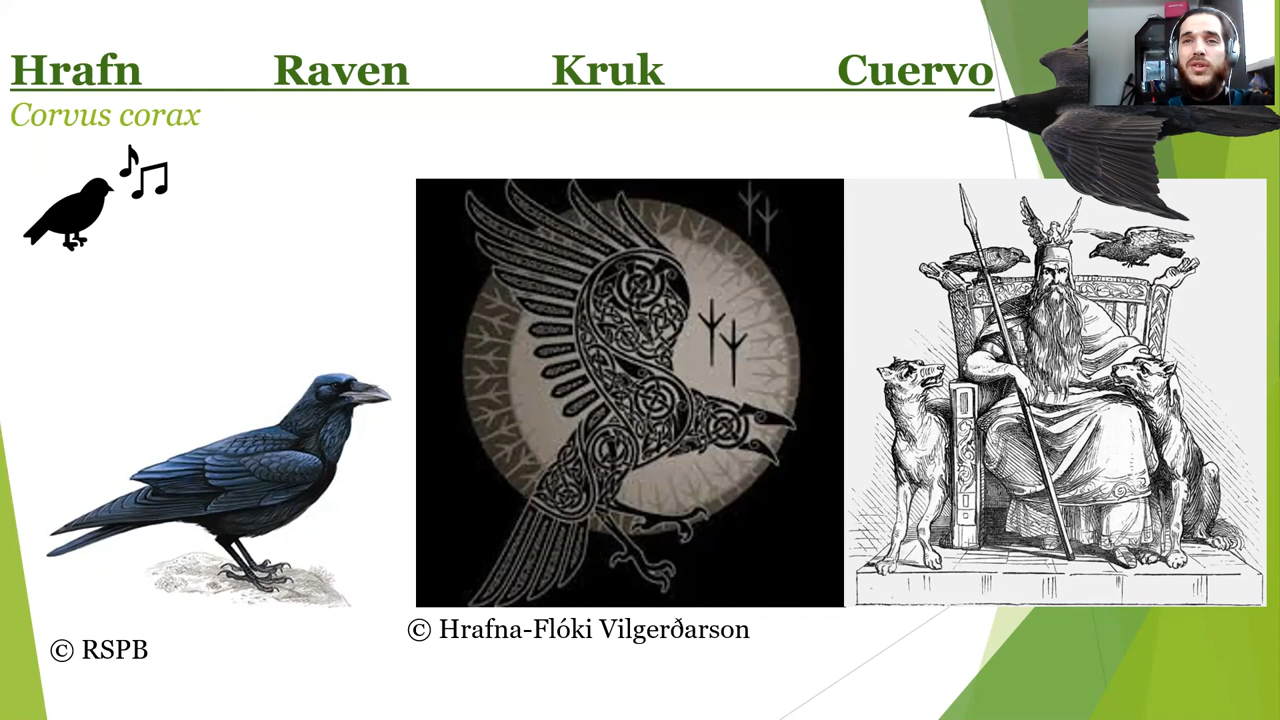 Hrafn Raven Kruk Cuervo
Corvus corax
© Hrafna-Flóki Vilgerðarson
© RSPB